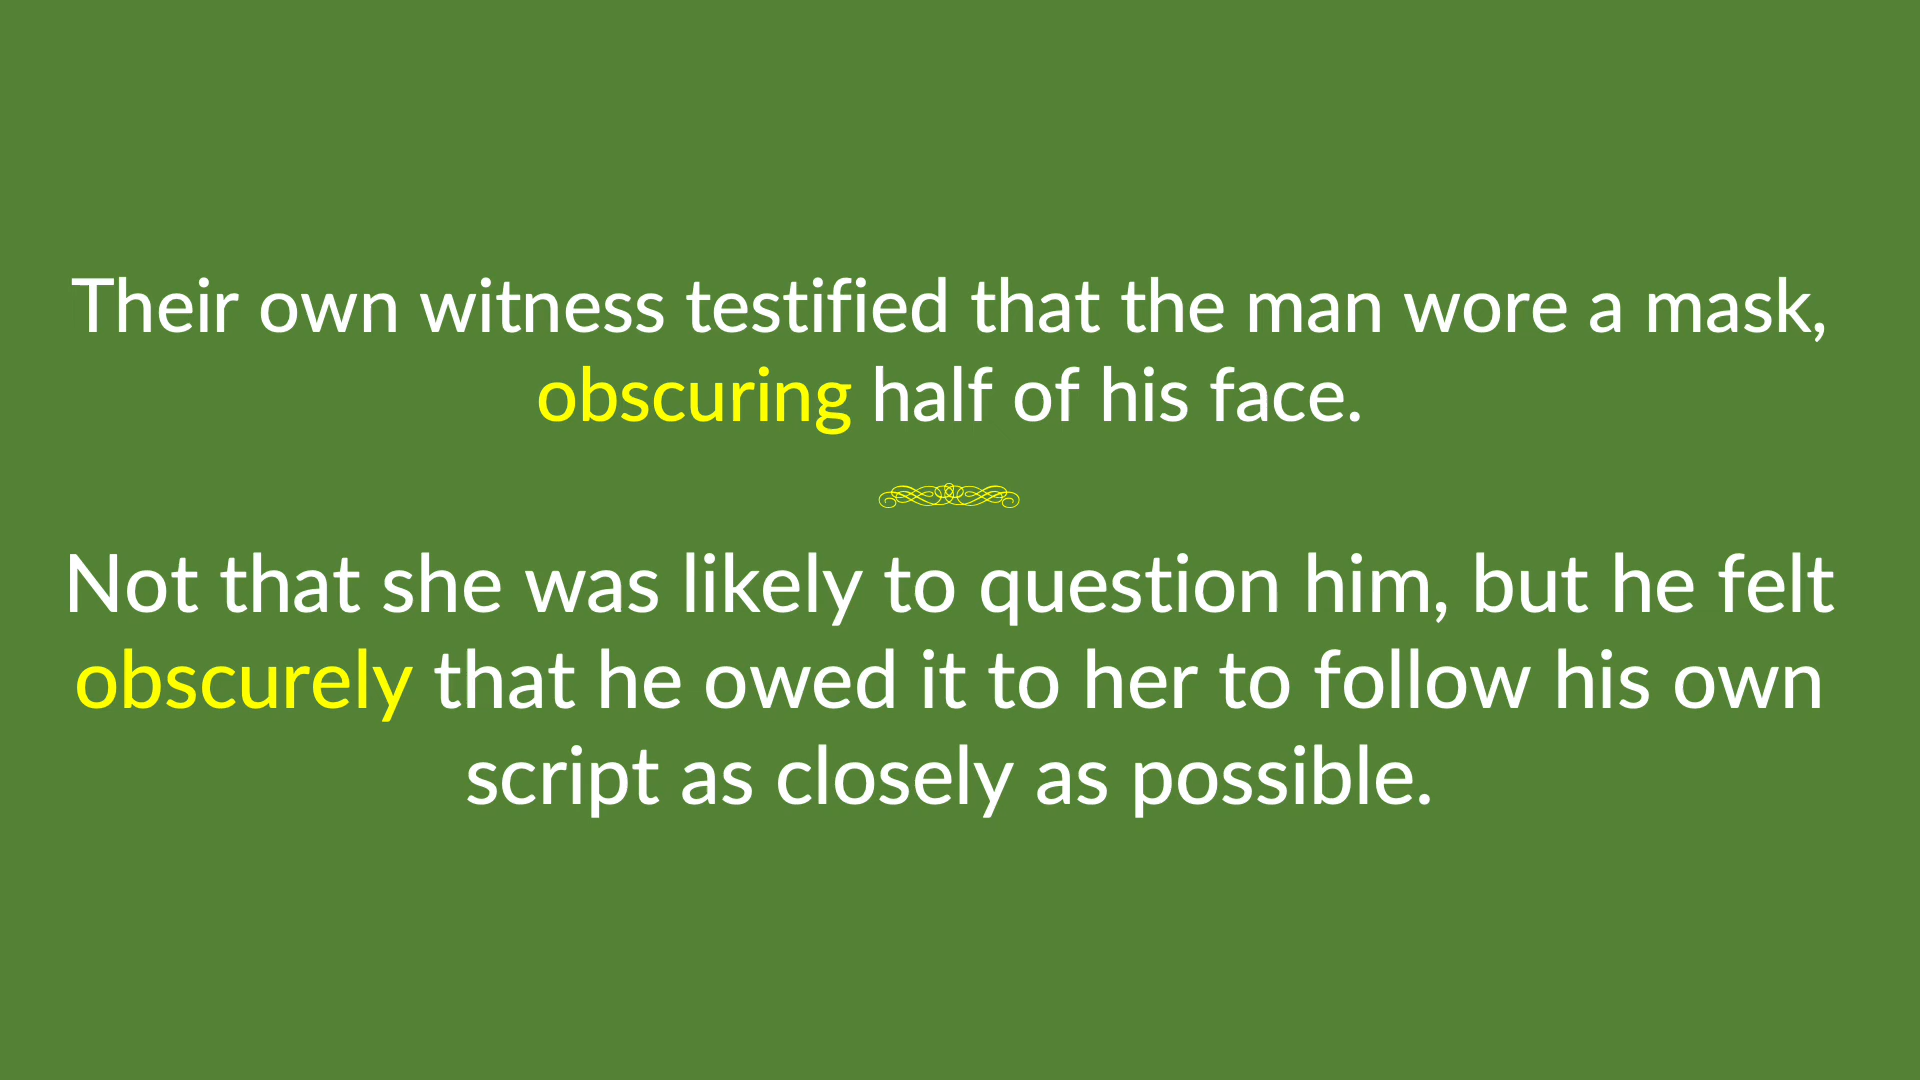 Their own witness testified that the man wore a mask,
obscuring half of his face.
Not that she was likely to question him, but he felt
obscurely that he owed it to her to follow his own
script as closely as possible.